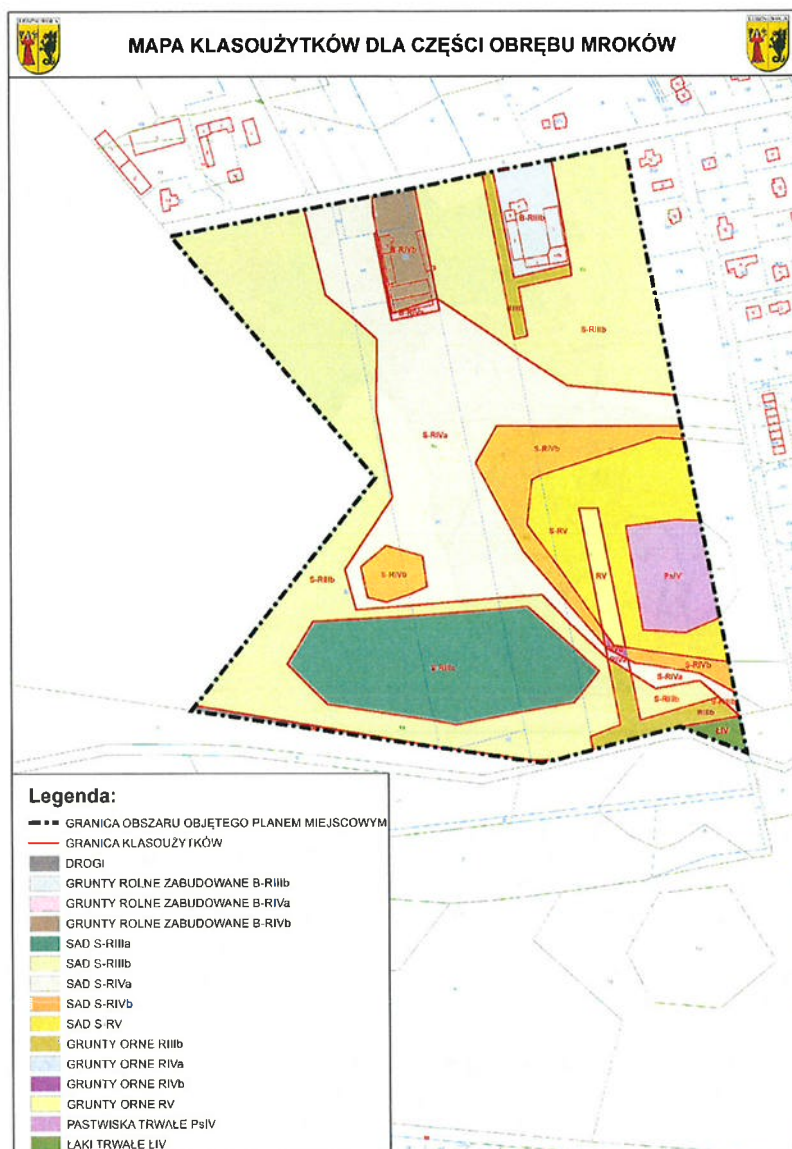 MAPA KLASOUŻYTKÓW DLA CZĘŚCI OBRĘBU MROKÓW
B-RIVb
B-RIIIb
S-RIIIb
S-RIVa
S-RIVb
S-RV
RV
PsIV
S-RIIIb
S-RIVb
S-RIVb
S-RIVa
S-RIIIb
RIIIb
ŁIV
Legenda:
GRANICA OBSZARU OBJĘTEGO PLANEM MIEJSCOWYM
GRANICA KLASOUŻYTKÓW
DROGI
GRUNTY ROLNE ZABUDOWANE B-RIIIb
GRUNTY ROLNE ZABUDOWANE B-RIVa
GRUNTY ROLNE ZABUDOWANE B-RIVb
SAD S-RIIIa
SAD S-RIIIb
SAD S-RIVa
SAD S-RIVb
SAD S-RV
GRUNTY ORNE RIIIb
GRUNTY ORNE RIVa
GRUNTY ORNE RIVb
GRUNTY ORNE RV
PASTWISKA TRWAŁE PsIV
ŁĄKI TRWAŁE ŁIV